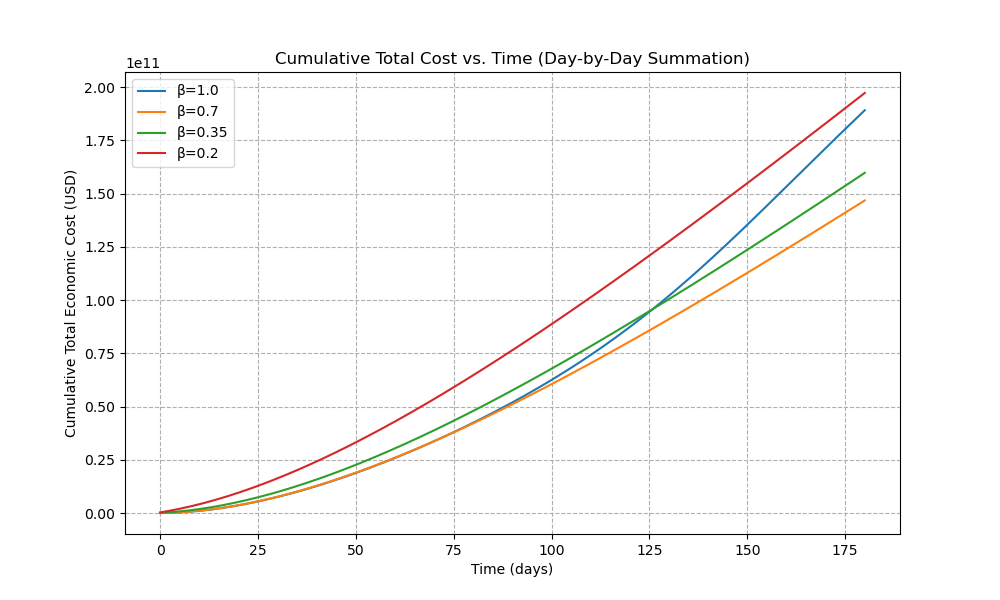 Cumulative Total Cost vs. Time (Day-by-Day Summation)
1e11
β=1.0
β=0.7
β=0.35
β=0.2
Cumulative Total Economic Cost (USD)
2.00
1.75
1.50
1.25
1.00
0.75
0.50
0.25
0.00
0 25 50 75 100 125 150 175
Time (days)